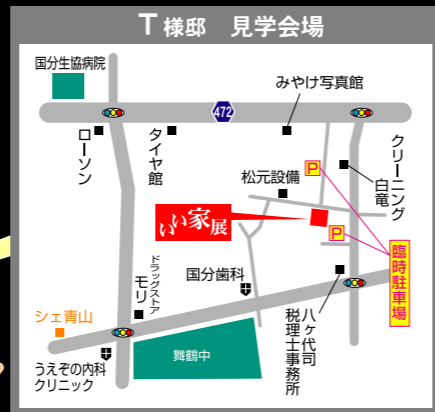 T様邸 見学会場
国分生協病院
472
みやけ写真館
ローソン
タイヤ館
クリーニング
白竜
P
松元設備
いい家展
P
臨時駐車場
ドラッグストア
モリ
国分歯科
シェ青山
八ヶ代司
税理士事務所
舞鶴中
うえぞの内科
クリニック